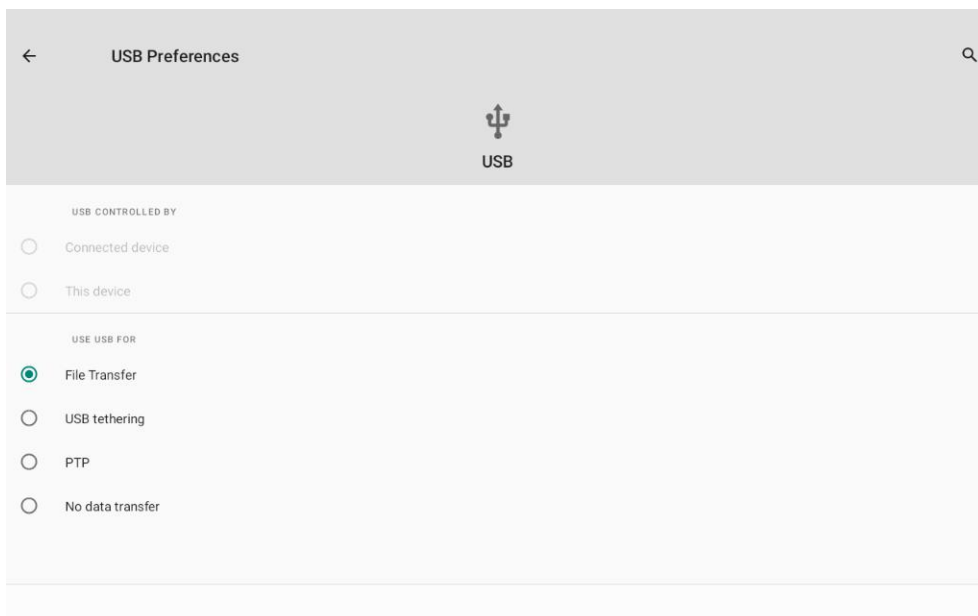 USB Preferences
USB
USB CONTROLLED BY
Connected device
This device
USE USB FOR
File Transfer
USB tethering
PTP
No data transfer